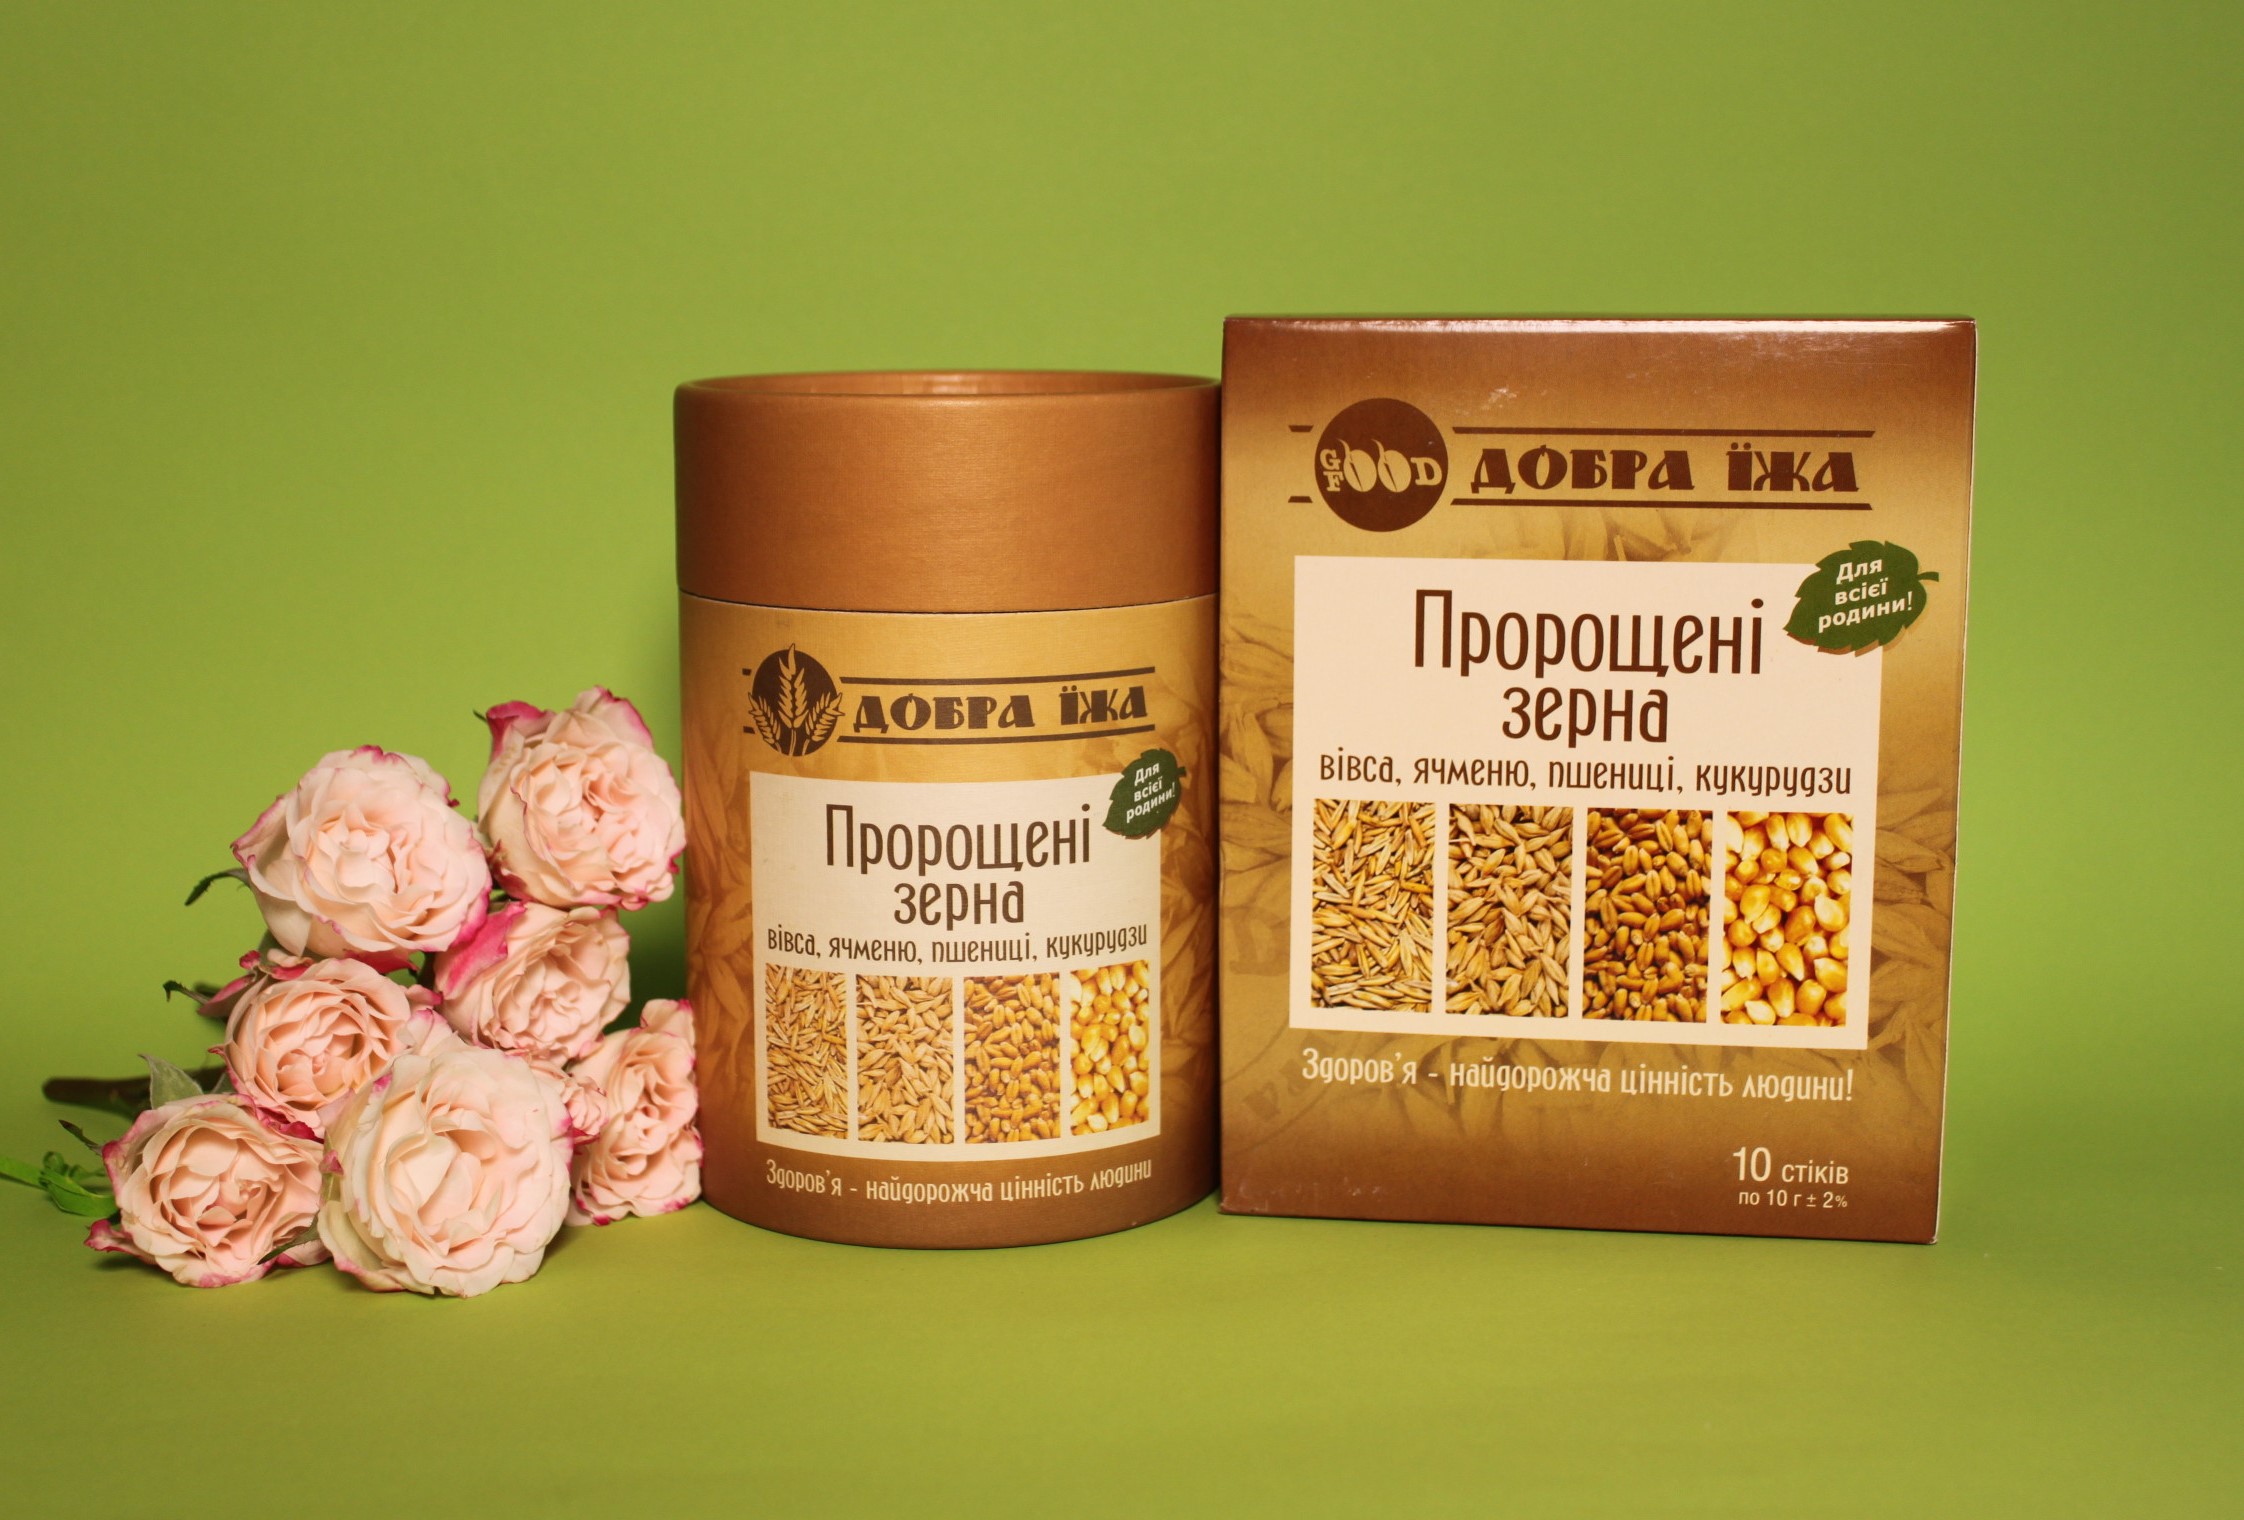 ДОБРА ЇЖА
Для
всієї
родини!
Пророщені
зерна
вівса, ячменю, пшениці, кукурудзи
Здоров'я - найдорожча цінність людини
GOOD
FOOD
ДОБРА ЇЖА
Для
всієї
родини!
Пророщені
зерна
вівса, ячменю, пшениці, кукурудзи
Здоров'я - найдорожча цінність людини!
10 стіків
по 10 г ± 2%